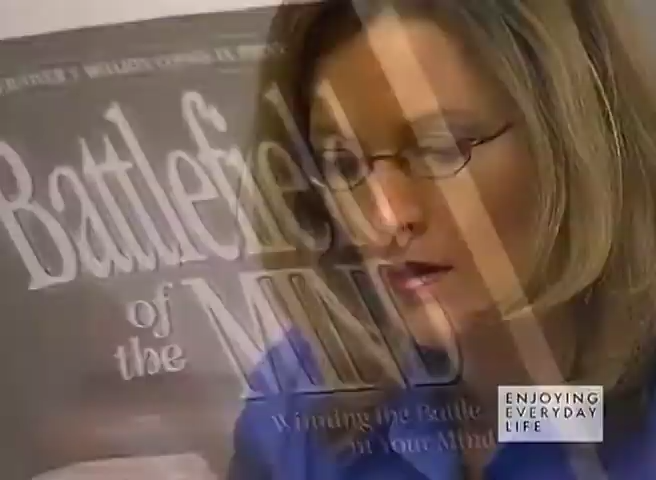 Battlefield
of
the
MIND
Winning the Battle
in Your Mind
ENJOYING
EVERYDAY
LIFE